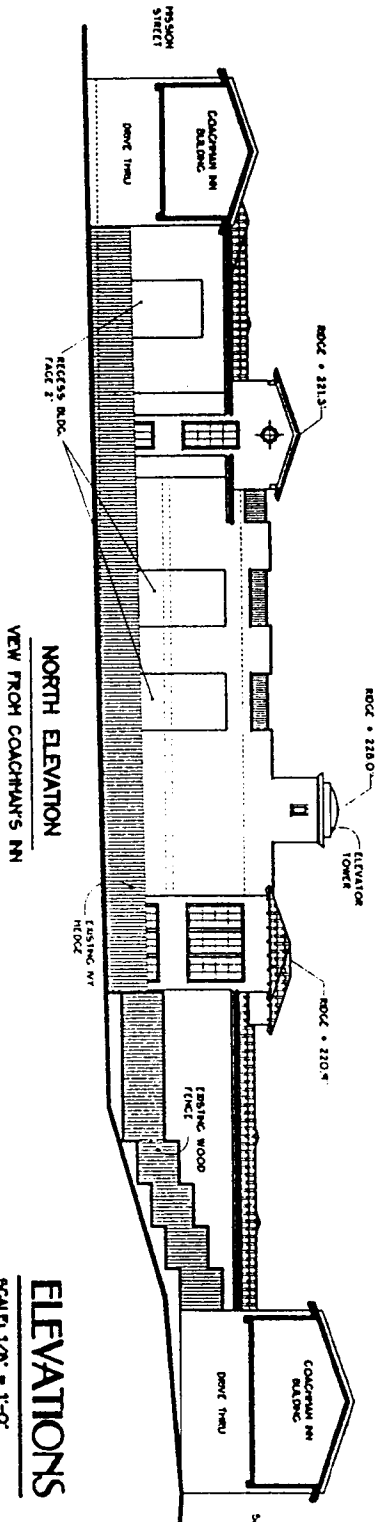 MISSION
STREET
COACHMAN INN
BUILDING
DRIVE THRU
RECESS BLDG.
FACE 2'
RIDGE + 221.3'
RIDGE + 228.0'
ELEVATOR
TOWER
RIDGE + 220.9'
EXISTING IVY
HEDGE
EXISTING WOOD
FENCE
COACHMAN INN
BUILDING
DRIVE THRU
NORTH ELEVATION
VIEW FROM COACHMAN'S INN
ELEVATIONS
SCALE: 1/8" = 1'-0"